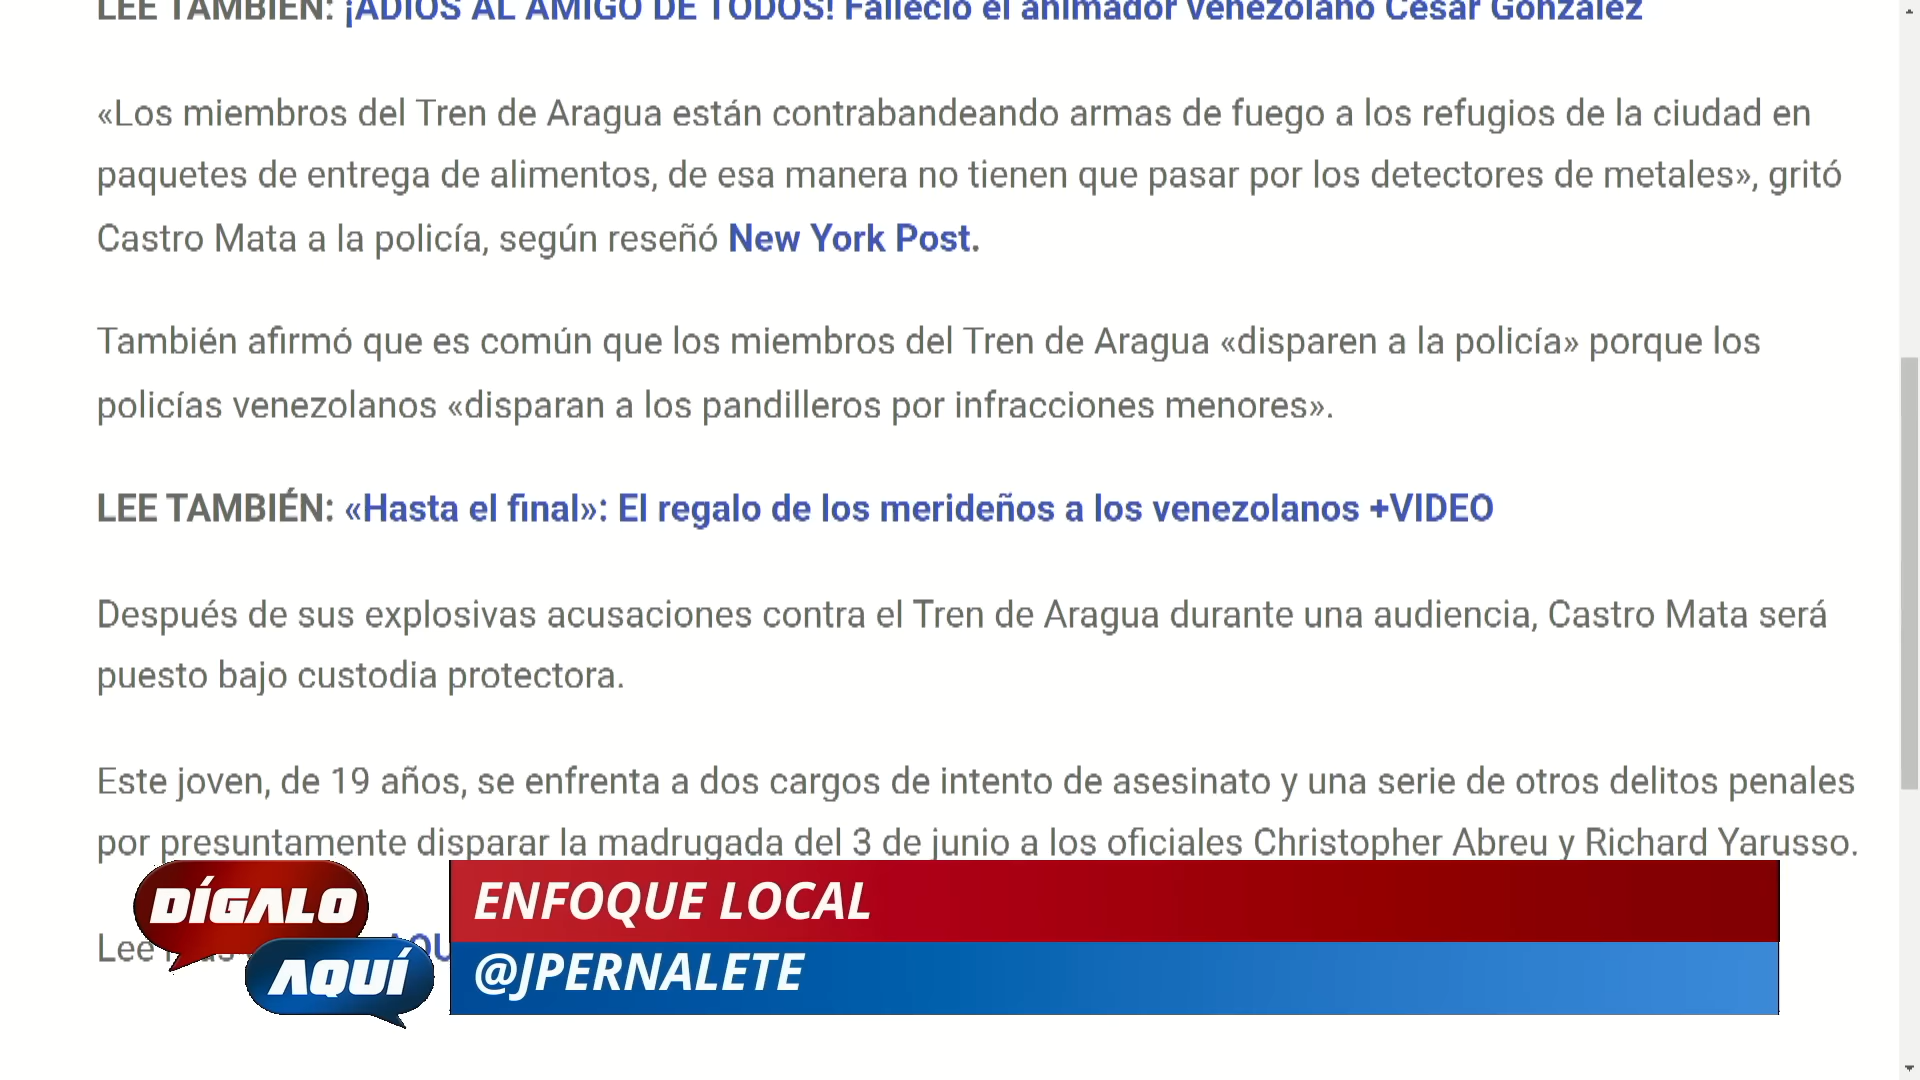 LEE TAMBIÉN: ¡ADIÓS AL AMIGO DE TODOS! Falleció el animador venezolano César González
«Los miembros del Tren de Aragua están contrabandeando armas de fuego a los refugios de la ciudad en
paquetes de entrega de alimentos, de esa manera no tienen que pasar por los detectores de metales», gritó
Castro Mata a la policía, según reseñó New York Post.
También afirmó que es común que los miembros del Tren de Aragua «disparen a la policía» porque los
policías venezolanos «disparan a los pandilleros por infracciones menores».
LEE TAMBIÉN: «Hasta el final»: El regalo de los merideños a los venezolanos +VIDEO
Después de sus explosivas acusaciones contra el Tren de Aragua durante una audiencia, Castro Mata será
puesto bajo custodia protectora.
Este joven, de 19 años, se enfrenta a dos cargos de intento de asesinato y una serie de otros delitos penales
por presuntamente disparar la madrugada del 3 de junio a los oficiales Christopher Abreu y Richard Yarusso.
Lee
DÍGALO
AQUÍ
ENFOQUE LOCAL
@JPERNALETE